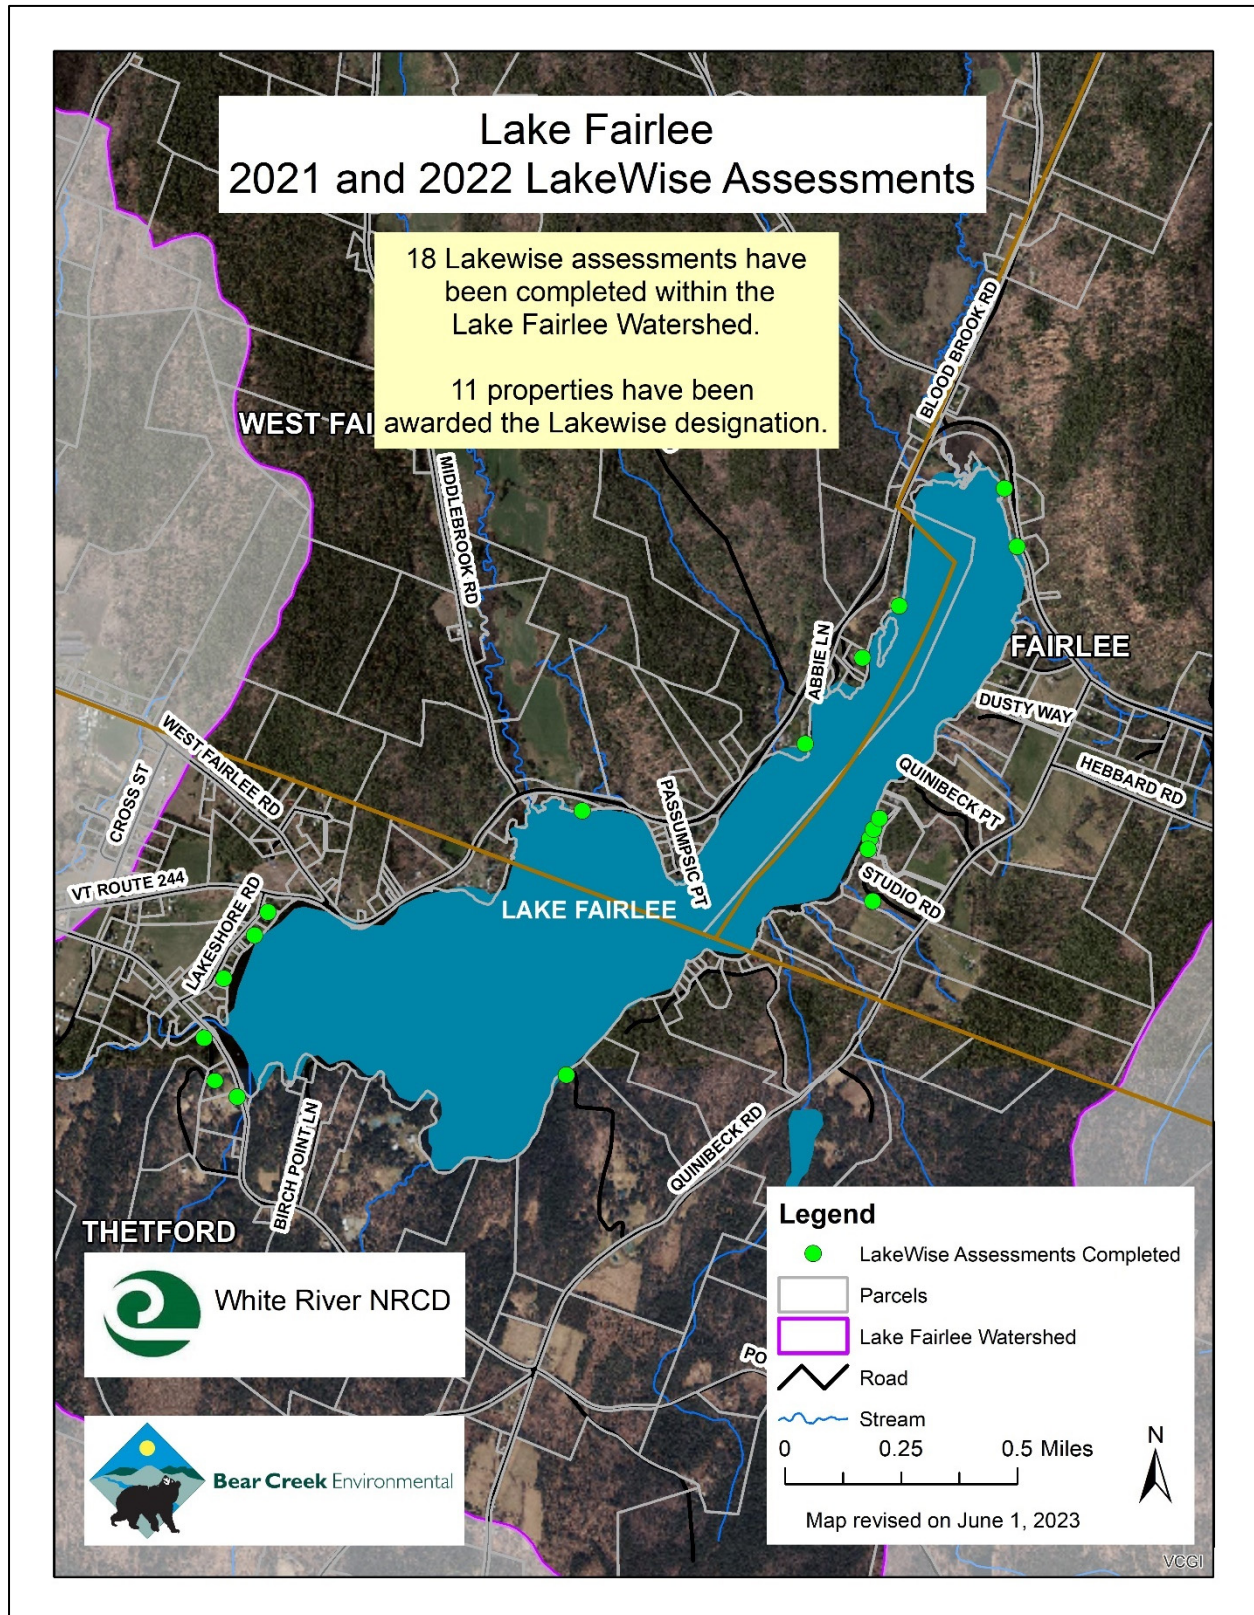 Lake Fairlee
2021 and 2022 LakeWise Assessments
18 Lakewise assessments have
been completed within the
Lake Fairlee Watershed.
11 properties have been
awarded the Lakewise designation.
BLOOD BROOK RD
WEST FAI
MIDDLEBROOK RD
ABBIE LN
FAIRLEE
DUSTY WAY
HEBBARD RD
QUINIBECK PT
WEST FAIRLEE RD
CROSS ST
PASSUMPSIC PT
VT ROUTE 244
LAKESHORE RD
LAKE FAIRLEE
STUDIO RD
BIRCH POINT LN
QUINIBECK RD
THETFORD
White River NRCD
Bear Creek Environmental
PO
Legend
LakeWise Assessments Completed
Parcels
Lake Fairlee Watershed
Road
Stream
0 0.25 0.5 Miles
N
Map revised on June 1, 2023
VCGI